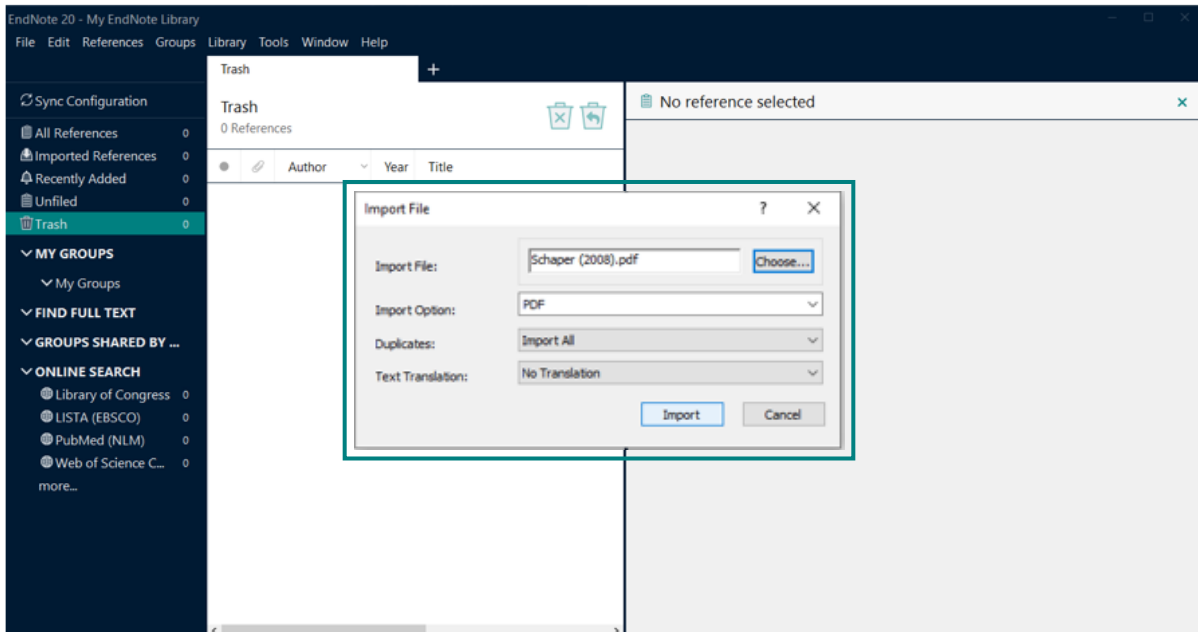 EndNote 20 - My EndNote Library
File Edit References Groups Library Tools Window Help
Trash
Sync Configuration
All References 0
Imported References 0
Recently Added 0
Unfiled 0
Trash 0
MY GROUPS
My Groups
FIND FULL TEXT
GROUPS SHARED BY ...
ONLINE SEARCH
Library of Congress 0
LISTA (EBSCO) 0
PubMed (NLM) 0
Web of Science C... 0
more...
Trash
0 References
Author Year Title
No reference selected
Import File ?
Import File: Schaper (2008).pdf Choose...
Import Option: PDF
Duplicates: Import All
Text Translation: No Translation
Import Cancel